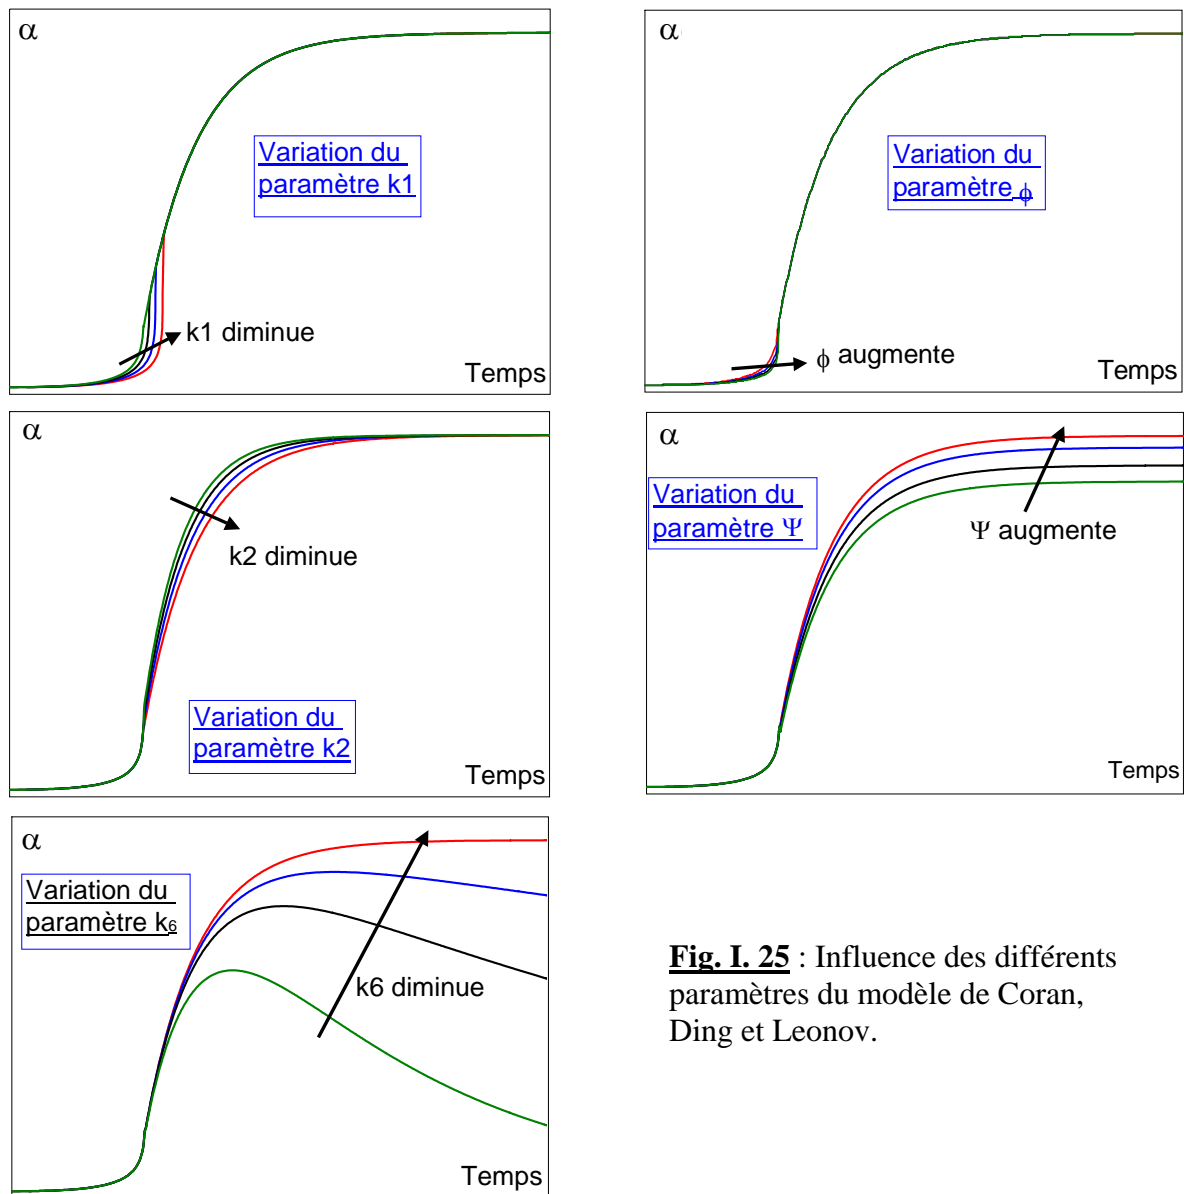 α
Variation du
paramètre k1
k1 diminue
Temps
α
Variation du
paramètre ϕ
ϕ augmente
Temps
α
k2 diminue
Variation du
paramètre k2
Temps
α
Variation du
paramètre Ψ
Ψ augmente
Temps
α
Variation du
paramètre k6
k6 diminue
Temps
Fig. I. 25 : Influence des différents
paramètres du modèle de Coran,
Ding et Leonov.